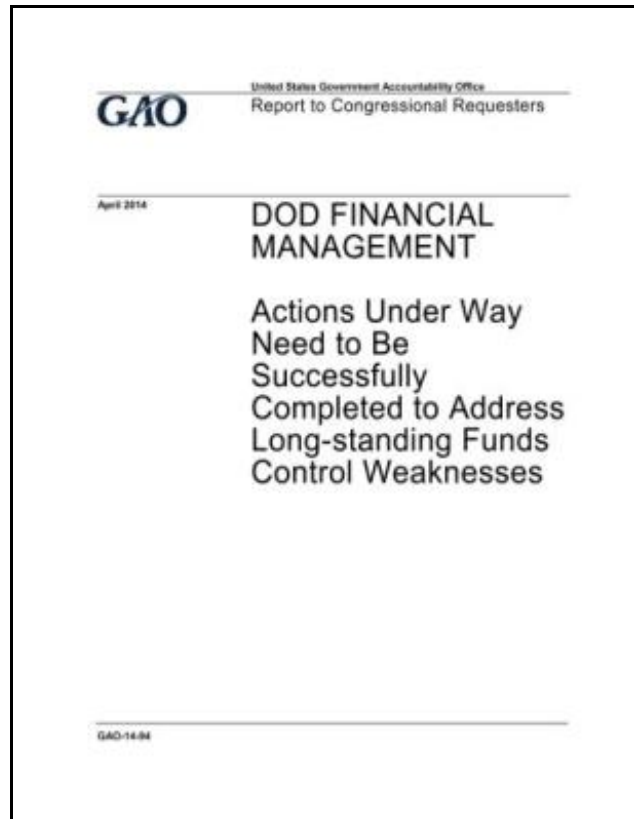 United States Government Accountability Office
GAO
Report to Congressional Requesters
April 2014
DOD FINANCIAL
MANAGEMENT
Actions Under Way
Need to Be
Successfully
Completed to Address
Long-standing Funds
Control Weaknesses
GAO-14-94